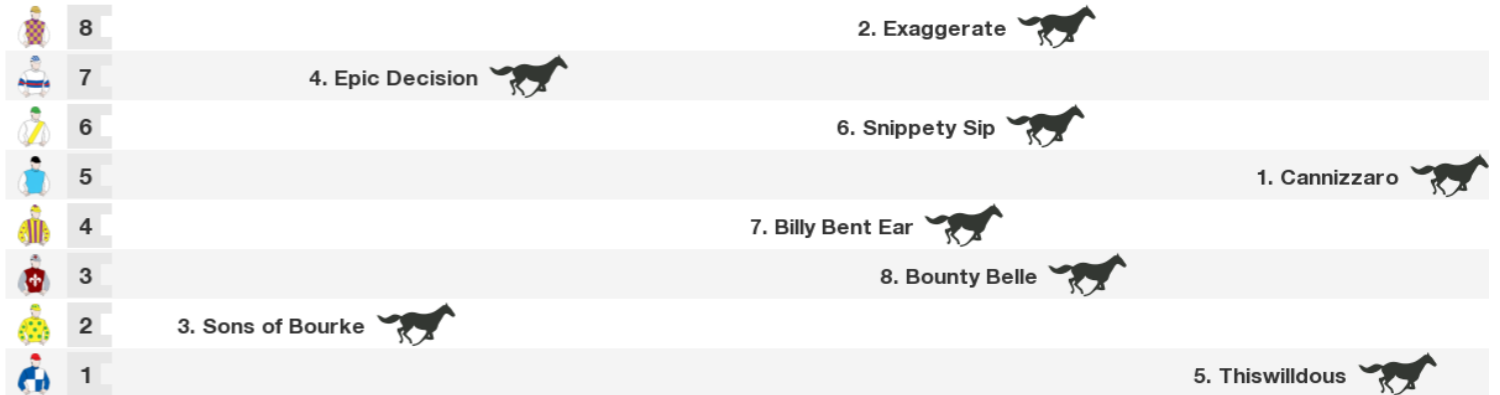 8 2. Exaggerate
7 4. Epic Decision
6 6. Snippety Sip
5 1. Cannizzaro
4 7. Billy Bent Ear
3 8. Bounty Belle
2 3. Sons of Bourke
1 5. Thiswilldous